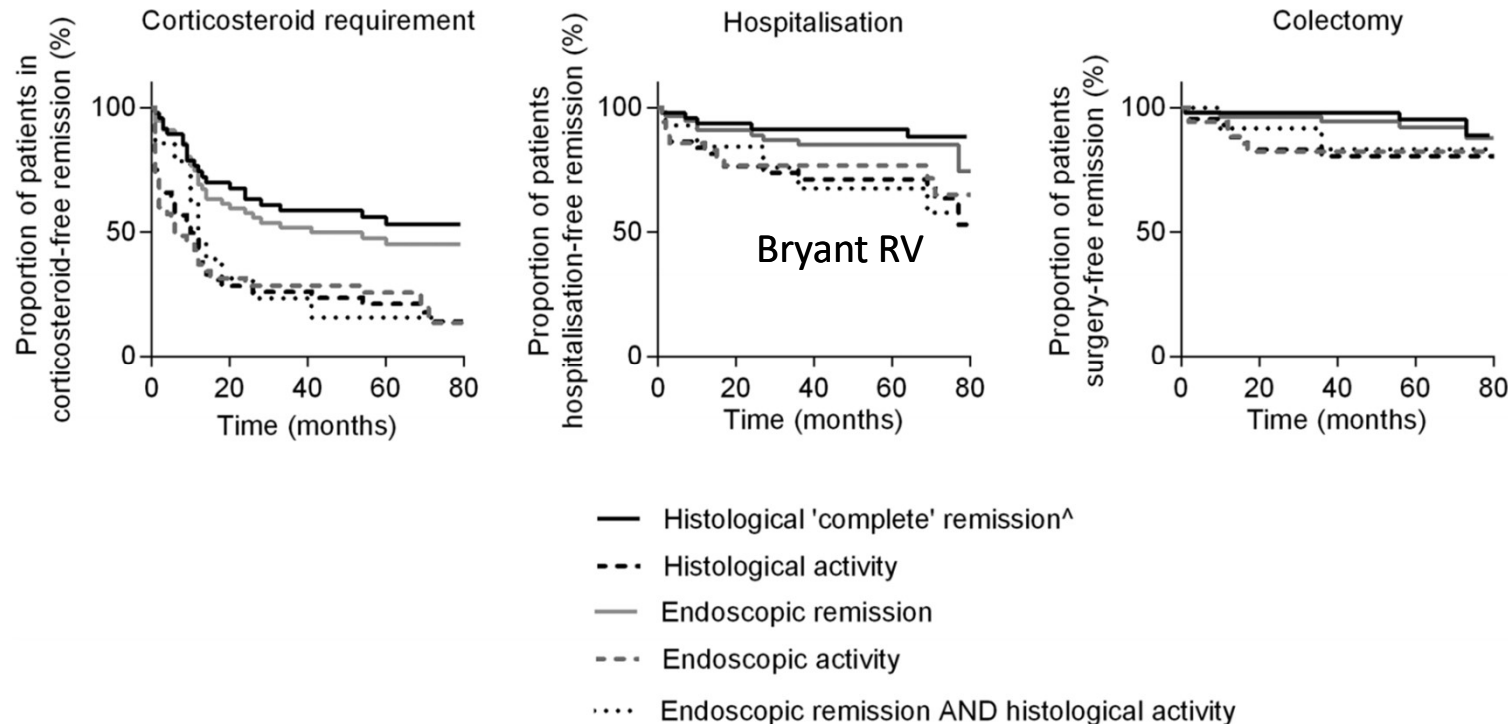 Corticosteroid requirement
Proportion of patients in
corticosteroid-free remission (%)
100
50
0
0 20 40 60 80
Time (months)
Hospitalisation
Proportion of patients
hospitalisation-free remission (%)
100
50
0
0 20 40 60 80
Time (months)
Bryant RV
Colectomy
Proportion of patients
surgery-free remission (%)
100
50
0
0 20 40 60 80
Time (months)
Histological 'complete' remission^
Histological activity
Endoscopic remission
Endoscopic activity
Endoscopic remission AND histological activity